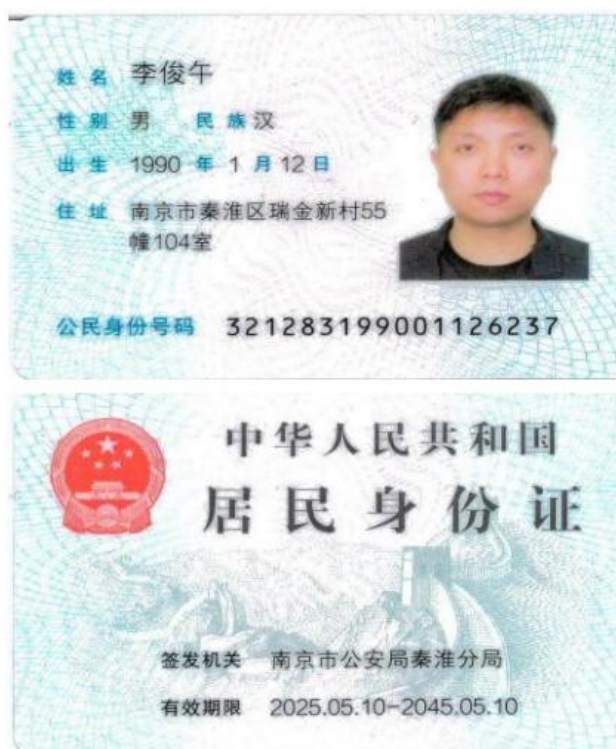 姓名 李俊午
性别 男 民族 汉
出生 1990 年 1 月 12 日
住址 南京市秦淮区瑞金新村55
幢104室
公民身份号码 321283199001126237
中华人民共和国
居民身份证
签发机关 南京市公安局秦淮分局
有效期限 2025.05.10-2045.05.10